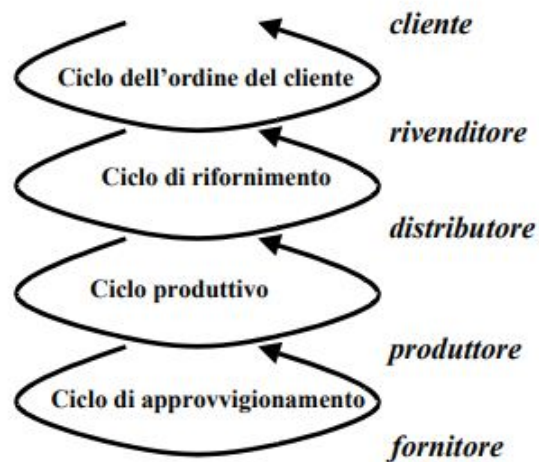 cliente
Ciclo dell'ordine del cliente
rivenditore
Ciclo di rifornimento
distributore
Ciclo produttivo
produttore
Ciclo di approvvigionamento
fornitore